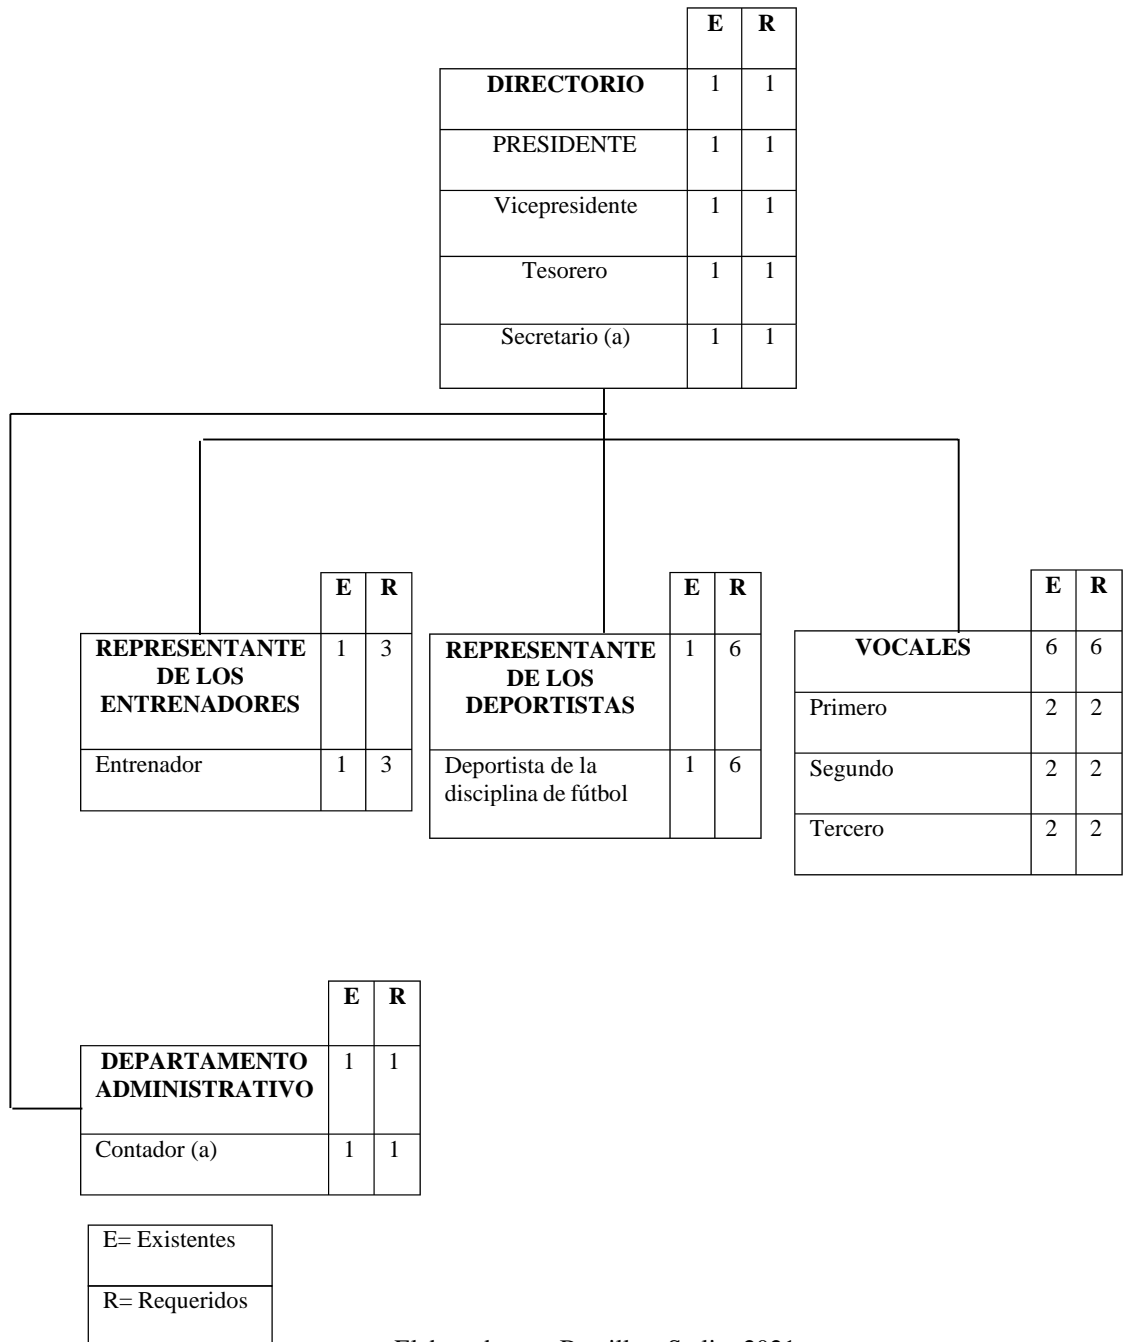 E R
DIRECTORIO 1 1
PRESIDENTE 1 1
Vicepresidente 1 1
Tesorero 1 1
Secretario (a) 1 1
E R
REPRESENTANTE 1 3
DE LOS
ENTRENADORES
Entrenador 1 3
E R
REPRESENTANTE 1 6
DE LOS
DEPORTISTAS
Deportista de la 1 6
disciplina de fútbol
E R
VOCALES 6 6
Primero 2 2
Segundo 2 2
Tercero 2 2
E R
DEPARTAMENTO 1 1
ADMINISTRATIVO
Contador (a) 1 1
E= Existentes
R= Requeridos